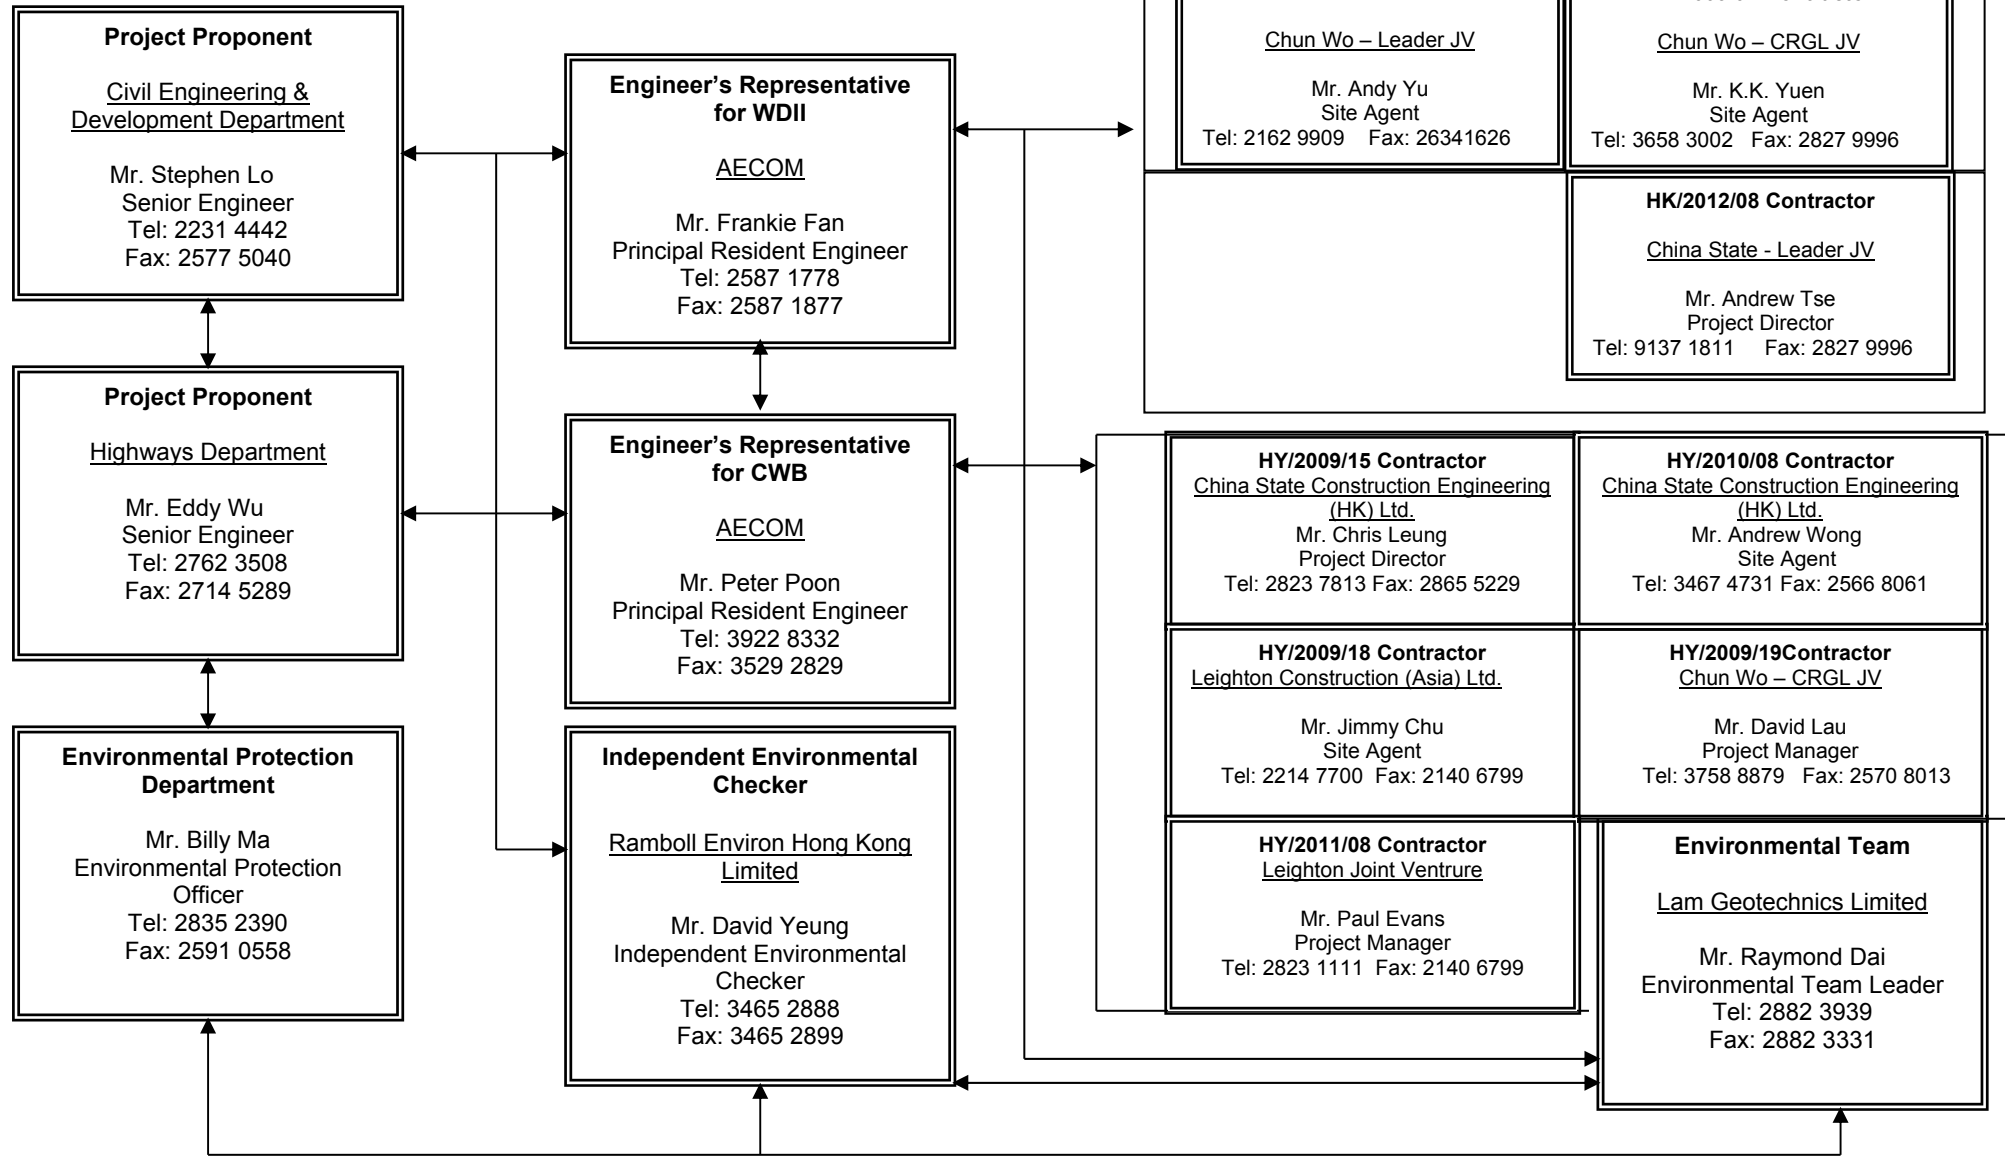 Project Proponent
Civil Engineering &
Development Department
Mr. Stephen Lo
Senior Engineer
Tel: 2231 4442
Fax: 2577 5040
Project Proponent
Highways Department
Mr. Eddy Wu
Senior Engineer
Tel: 2762 3508
Fax: 2714 5289
Environmental Protection
Department
Mr. Billy Ma
Environmental Protection
Officer
Tel: 2835 2390
Fax: 2591 0558
Engineer’s Representative
for WDII
AECOM
Mr. Frankie Fan
Principal Resident Engineer
Tel: 2587 1778
Fax: 2587 1877
Engineer’s Representative
for CWB
AECOM
Mr. Peter Poon
Principal Resident Engineer
Tel: 3922 8332
Fax: 3529 2829
Independent Environmental
Checker
Ramboll Environ Hong Kong
Limited
Mr. David Yeung
Independent Environmental
Checker
Tel: 3465 2888
Fax: 3465 2899
Chun Wo – Leader JV
Mr. Andy Yu
Site Agent
Tel: 2162 9909 Fax: 26341626
Chun Wo – CRGL JV
Mr. K.K. Yuen
Site Agent
Tel: 3658 3002 Fax: 2827 9996
HK/2012/08 Contractor
China State - Leader JV
Mr. Andrew Tse
Project Director
Tel: 9137 1811 Fax: 2827 9996
HY/2009/15 Contractor
China State Construction Engineering
(HK) Ltd.
Mr. Chris Leung
Project Director
Tel: 2823 7813 Fax: 2865 5229
HY/2010/08 Contractor
China State Construction Engineering
(HK) Ltd.
Mr. Andrew Wong
Site Agent
Tel: 3467 4731 Fax: 2566 8061
HY/2009/18 Contractor
Leighton Construction (Asia) Ltd.
Mr. Jimmy Chu
Site Agent
Tel: 2214 7700 Fax: 2140 6799
HY/2009/19Contractor
Chun Wo – CRGL JV
Mr. David Lau
Project Manager
Tel: 3758 8879 Fax: 2570 8013
HY/2011/08 Contractor
Leighton Joint Ventrure
Mr. Paul Evans
Project Manager
Tel: 2823 1111 Fax: 2140 6799
Environmental Team
Lam Geotechnics Limited
Mr. Raymond Dai
Environmental Team Leader
Tel: 2882 3939
Fax: 2882 3331